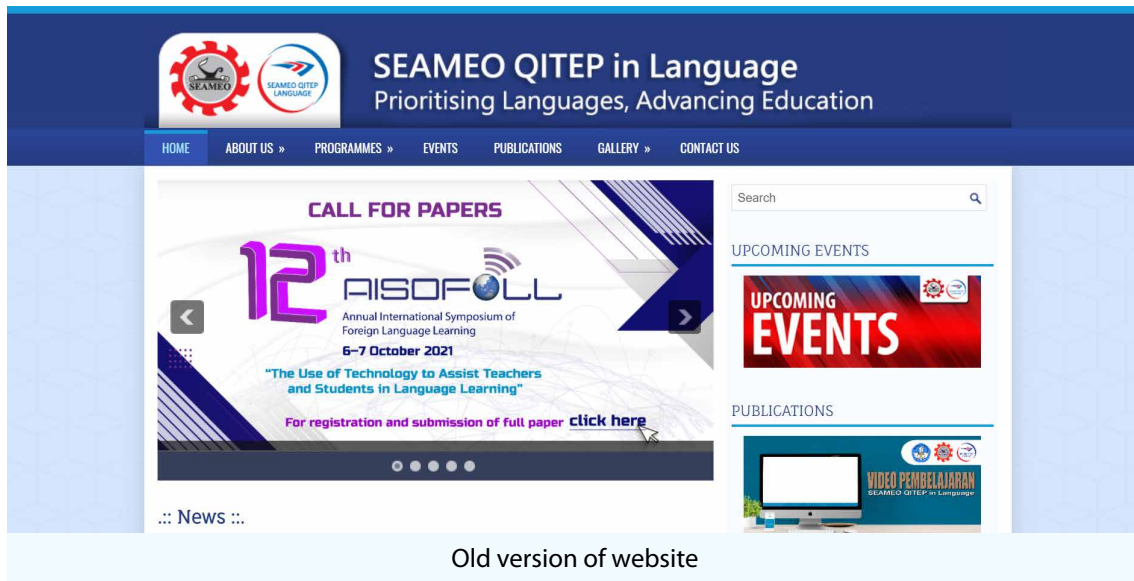 SEAMEO
SEAMEO QITEP
LANGUAGE
SEAMEO QITEP in Language
Prioritising Languages, Advancing Education
HOME
ABOUT US »
PROGRAMMES »
EVENTS
PUBLICATIONS
GALLERY »
CONTACT US
CALL FOR PAPERS
12th
AISOFOLL
Annual International Symposium of
Foreign Language Learning
6–7 October 2021
"The Use of Technology to Assist Teachers
and Students in Language Learning"
For registration and submission of full paper click here
.:: News ::.
Search
UPCOMING EVENTS
UPCOMING
EVENTS
PUBLICATIONS
VIDEO PEMBELAJARAN
SEAMEO QITEP in Language
Old version of website